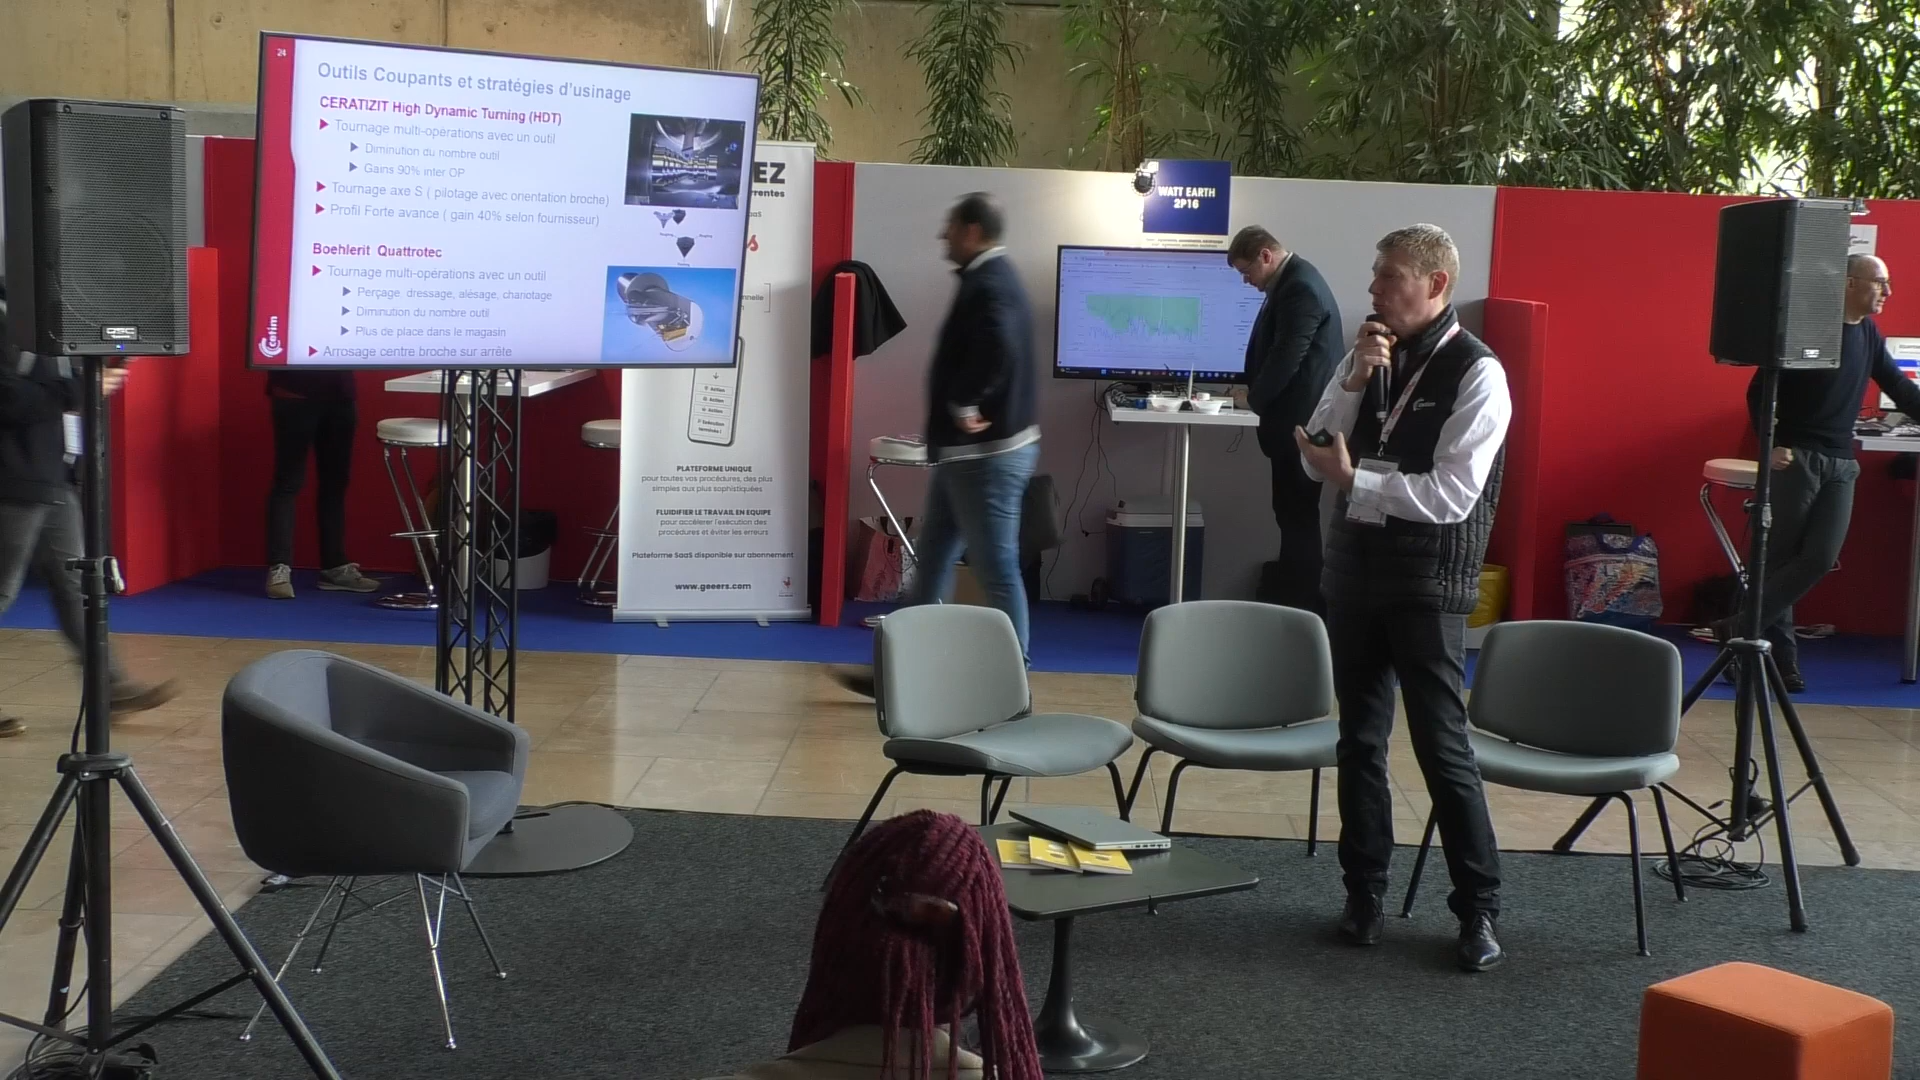 24
Outils Coupants et stratégies d'usinage
CERATIZIT High Dynamic Turning (HDT)
Tournage multi-opérations avec un outil
Diminution du nombre outil
Gains 90% inter OP
Tournage axe S ( pilotage avec orientation broche)
Profil Forte avance ( gain 40% selon fournisseur)
Boehlerit Quattrotec
Tournage multi-opérations avec un outil
Perçage, dressage, alésage, chariotage
Diminution du nombre outil
Plus de place dans le magasin
Arrosage centre broche sur arrête
cetim
QSC
EZ
PLATEFORME UNIQUE
pour toutes vos procédures, des plus
simples aux plus sophistiquées
FLUIDIFIER LE TRAVAIL EN EQUIPE
pour accélerer l'exécution des
procédures et éviter les erreurs
Plateforme SaaS disponible sur abonnement
www.geeers.com
WATT EARTH
2P16